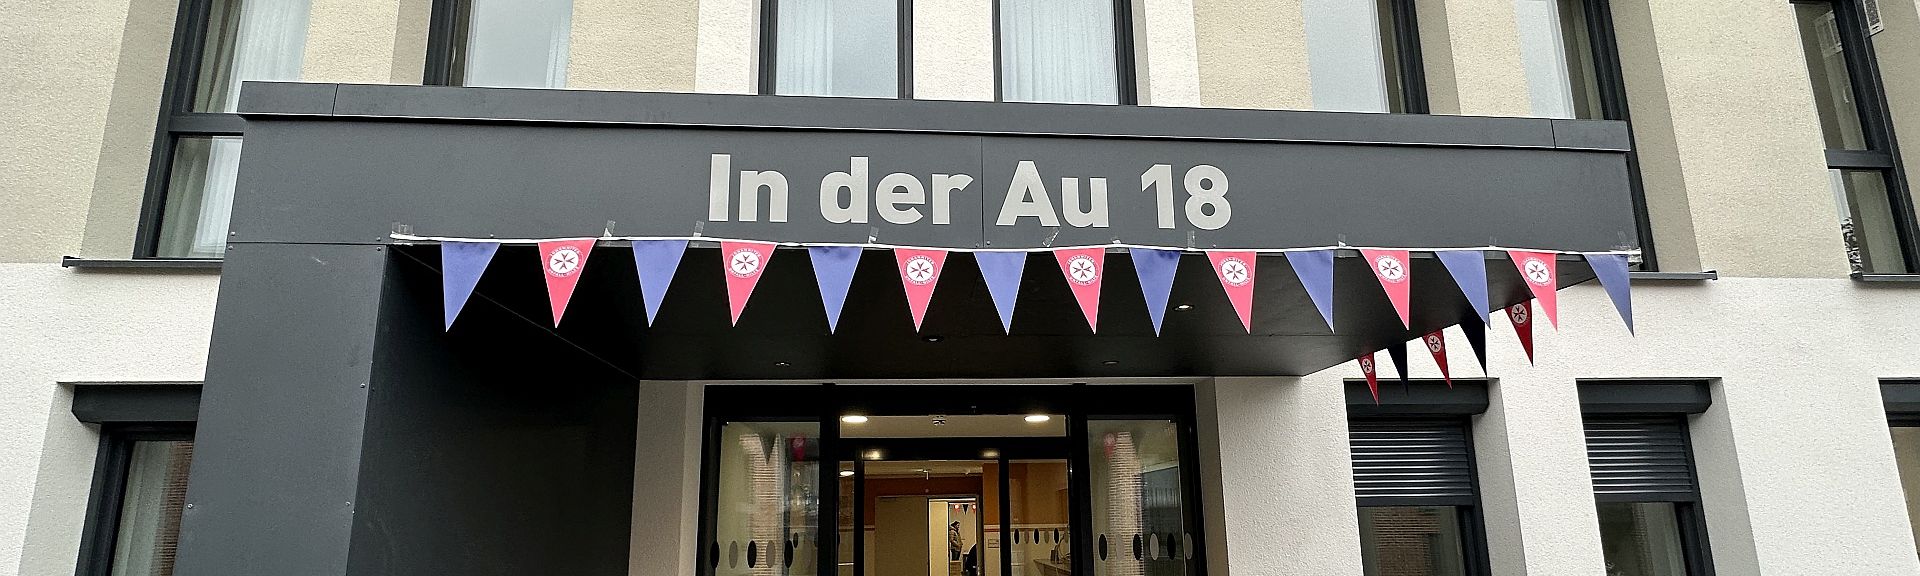 In der Au 18